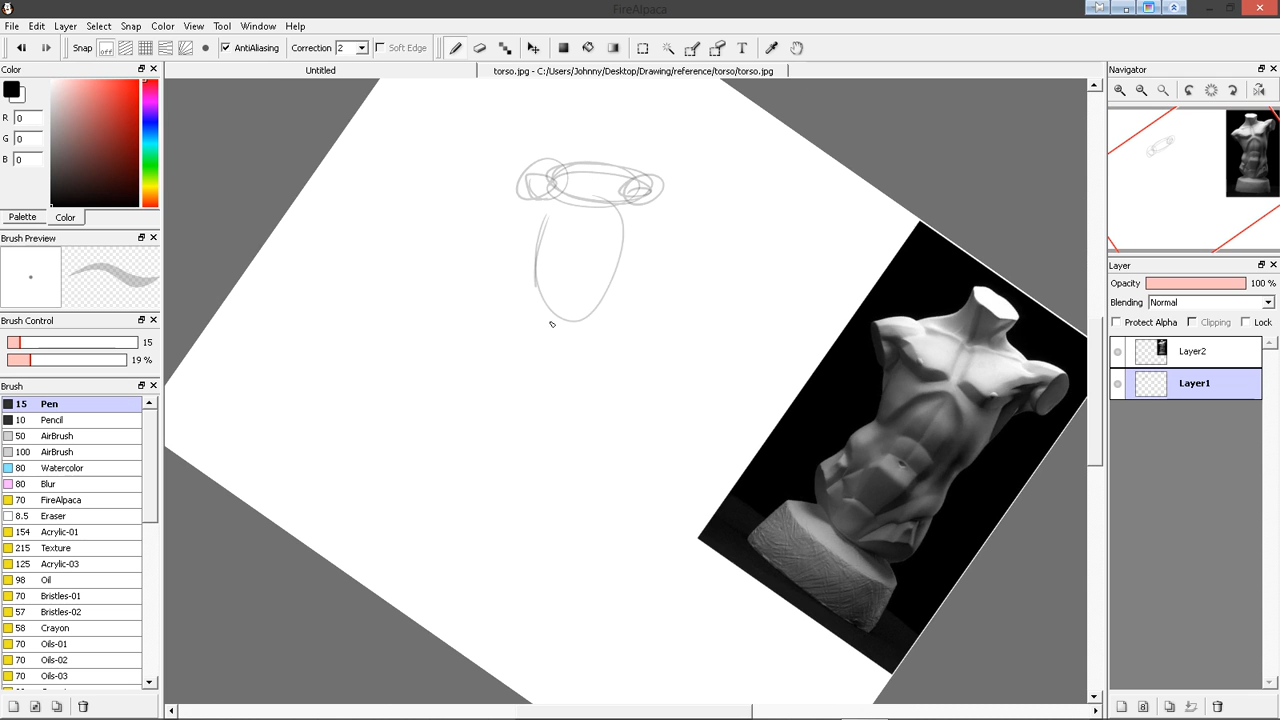 FireAlpaca
File Edit Layer Select Snap Color View Tool Window Help
Snap off AntiAliasing Correction 2 Soft Edge T
Color
Untitled
torso.jpg - C:/Users/Johnny/Desktop/Drawing/reference/torso/torso.jpg
Navigator
R 0
G 0
B 0
Palette Color
Brush Preview
Brush Control
15
19 %
Brush
15 Pen
10 Pencil
50 AirBrush
100 AirBrush
80 Watercolor
80 Blur
70 FireAlpaca
8.5 Eraser
154 Acrylic-01
215 Texture
125 Acrylic-03
98 Oil
70 Bristles-01
57 Bristles-02
58 Crayon
70 Oils-01
70 Oils-02
70 Oils-03
Layer
Opacity 100 %
Blending Normal
Protect Alpha Clipping Lock
Layer2
Layer1